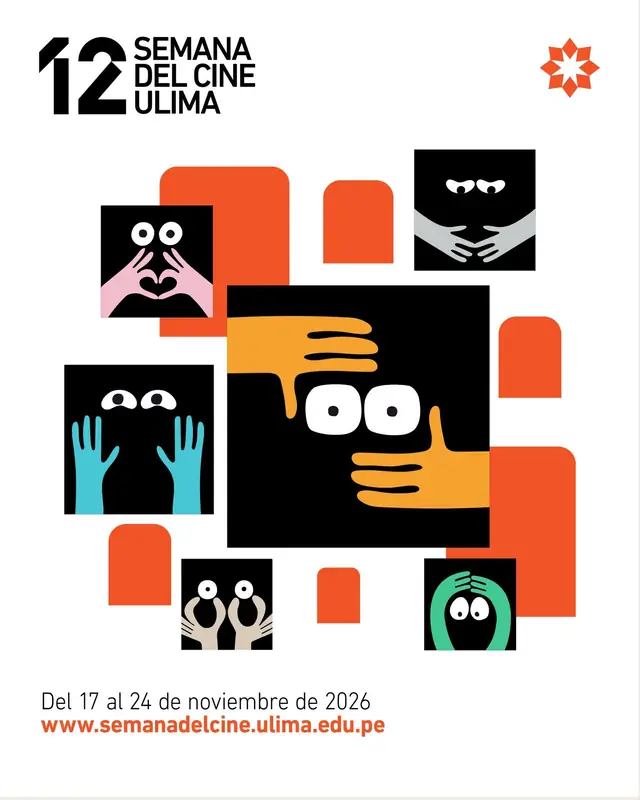 12 SEMANA
DEL CINE
ULIMA
Del 17 al 24 de noviembre de 2026
www.semanadelcine.ulima.edu.pe